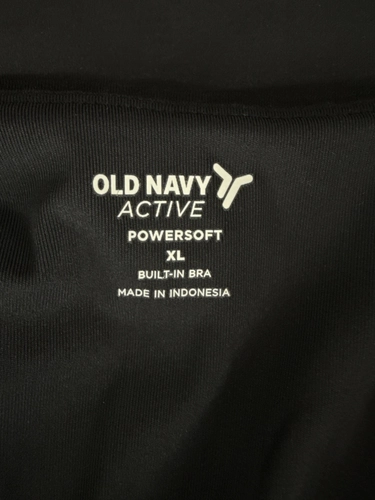 OLD NAVY
ACTIVE
POWERSOFT
XL
BUILT-IN BRA
MADE IN INDONESIA